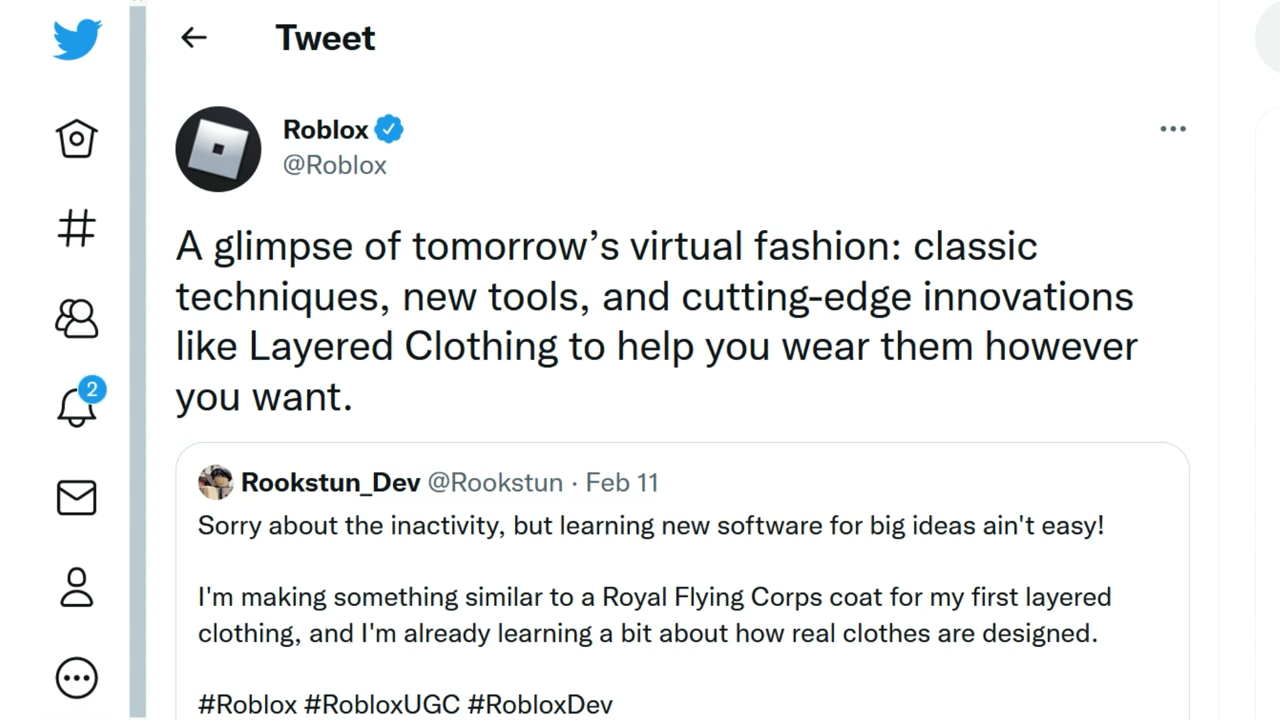 Tweet
Roblox
@Roblox
A glimpse of tomorrow’s virtual fashion: classic
techniques, new tools, and cutting-edge innovations
like Layered Clothing to help you wear them however
you want.
2
Rookstun_Dev @Rookstun · Feb 11
Sorry about the inactivity, but learning new software for big ideas ain't easy!
I'm making something similar to a Royal Flying Corps coat for my first layered
clothing, and I'm already learning a bit about how real clothes are designed.
#Roblox #RobloxUGC #RobloxDev